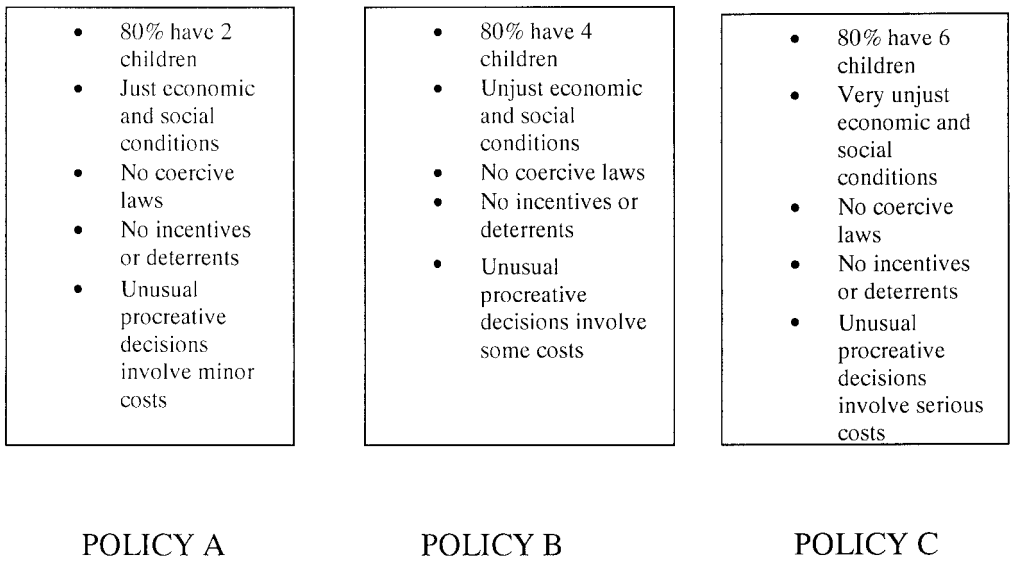 • 80% have 2
children
• Just economic
and social
conditions
• No coercive
laws
• No incentives
or deterrents
• Unusual
procreative
decisions
involve minor
costs
• 80% have 4
children
• Unjust economic
and social
conditions
• No coercive laws
• No incentives or
deterrents
• Unusual
procreative
decisions involve
some costs
• 80% have 6
children
• Very unjust
economic and
social
conditions
• No coercive
laws
• No incentives
or deterrents
• Unusual
procreative
decisions
involve serious
costs
POLICY A
POLICY B
POLICY C